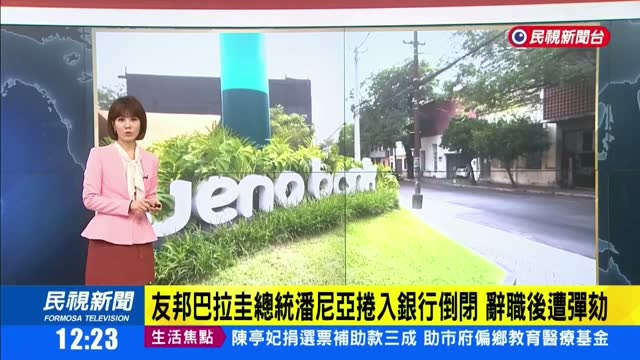 民視新聞台
ueno bank
友邦巴拉圭總統潘尼亞捲入銀行倒閉 辭職後遭彈劾
民視新聞
FORMOSA TELEVISION
12:23
生活焦點
陳亭妃捐選票補助款三成 助市府偏鄉教育醫療基金